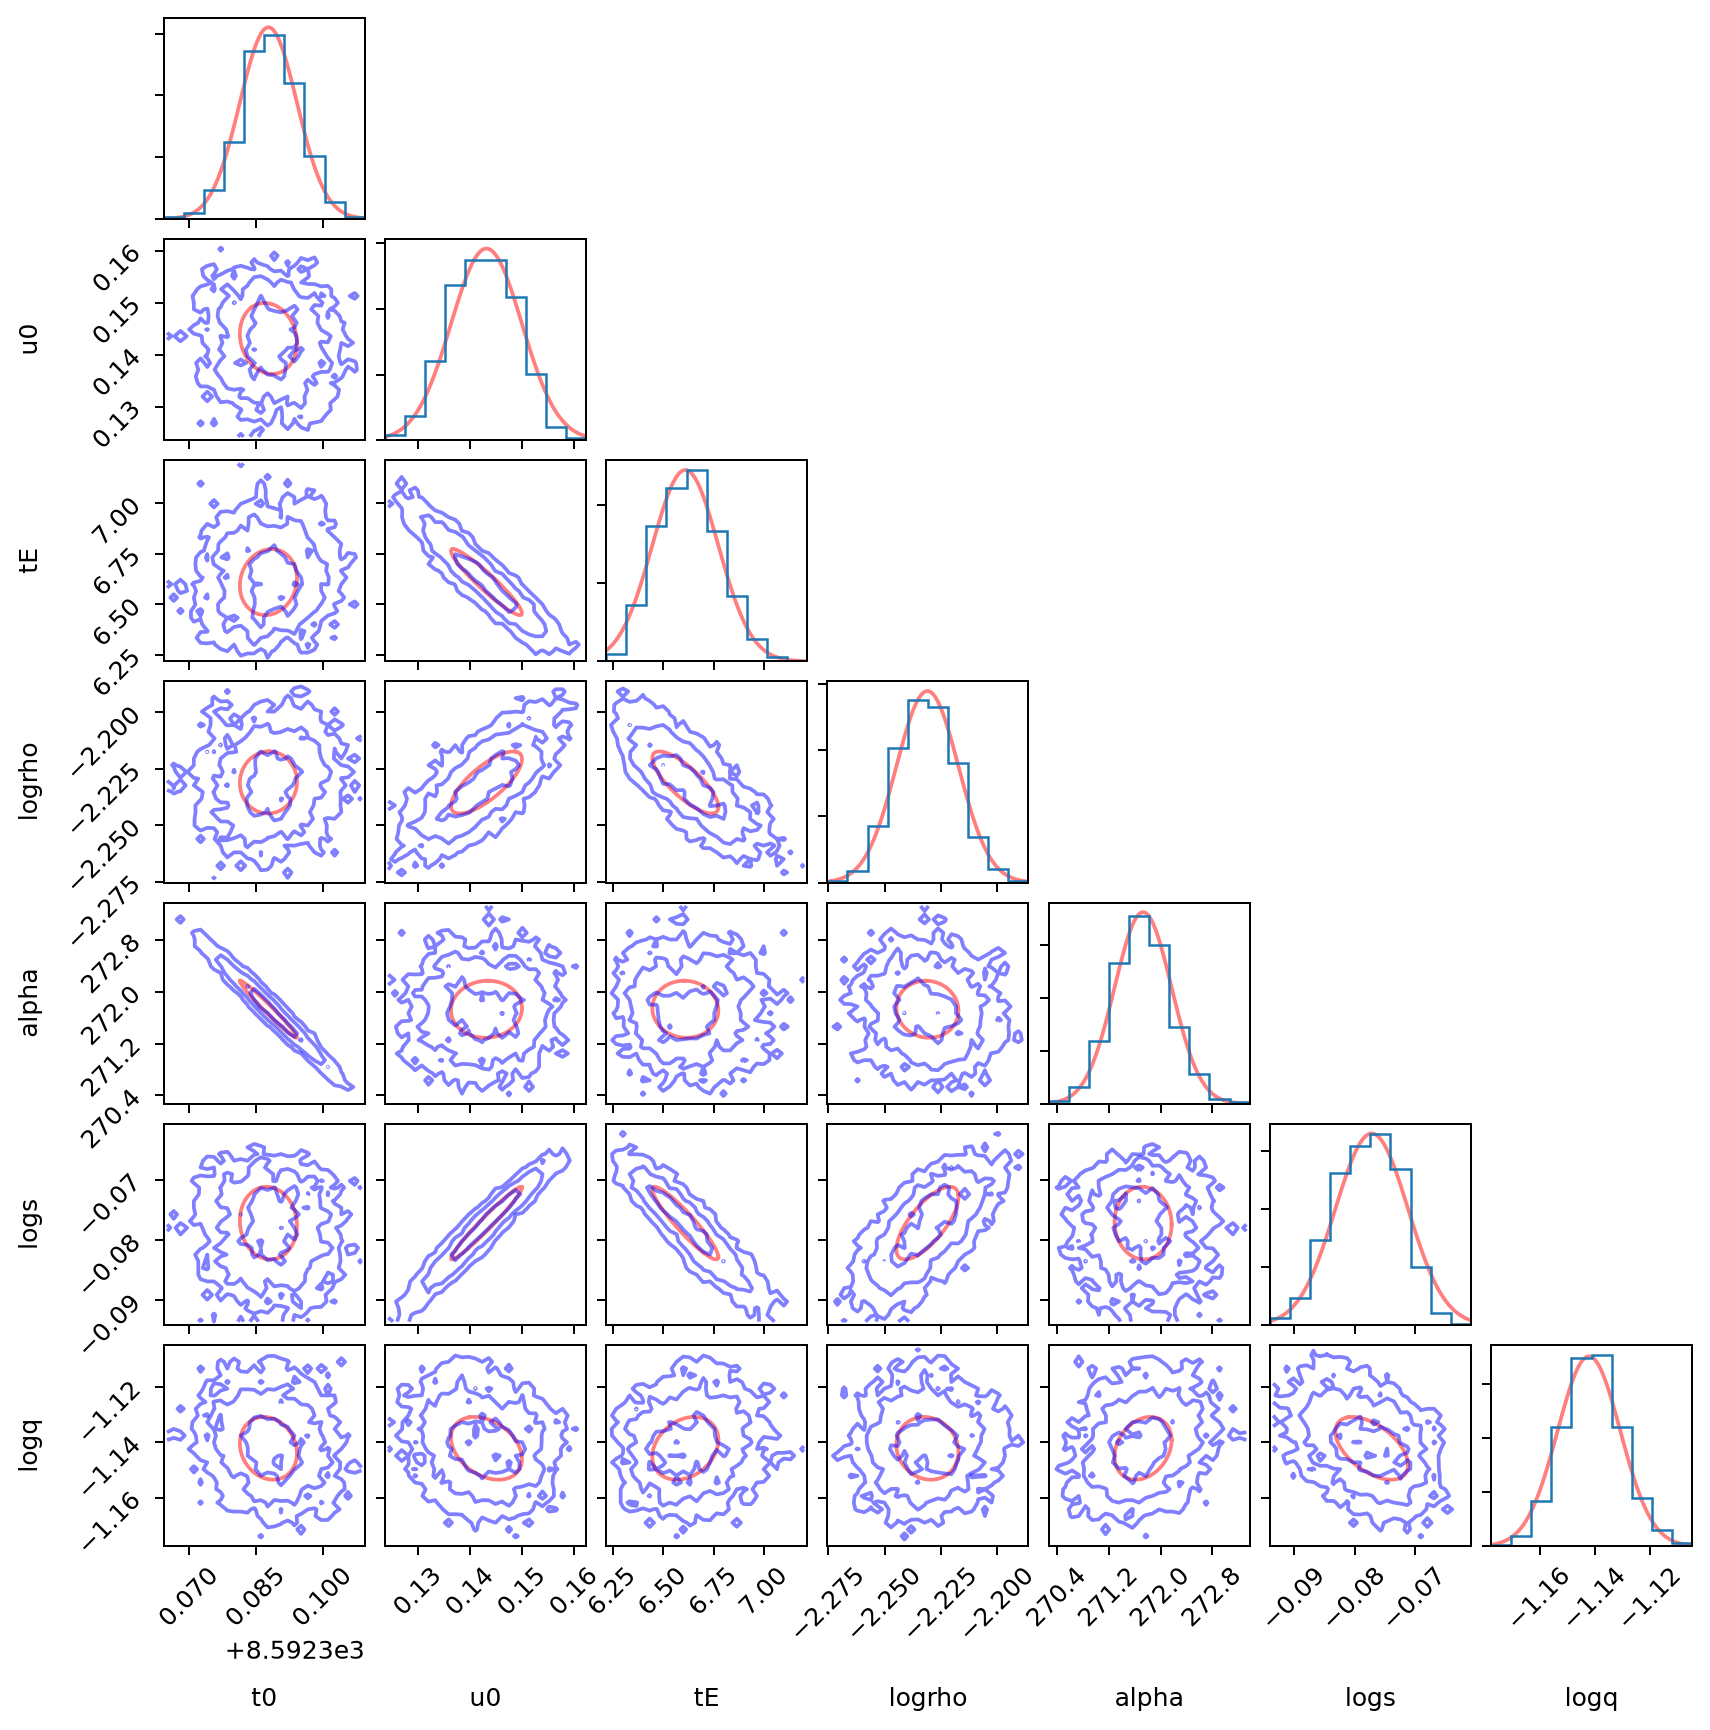 0.16
0.15
0.14
0.13
u0
7.00
6.75
6.50
6.25
tE
−2.200
−2.225
−2.250
−2.275
logrho
272.8
272.0
271.2
270.4
alpha
−0.07
−0.08
−0.09
logs
−1.12
−1.14
−1.16
logq
0.070 0.085 0.100 0.13 0.14 0.15 0.16 6.25 6.50 6.75 7.00 −2.275 −2.250 −2.225 −2.200 270.4 271.2 272.0 272.8 −0.09 −0.08 −0.07 −1.16 −1.14 −1.12
+8.5923e3
t0 u0 tE logrho alpha logs logq